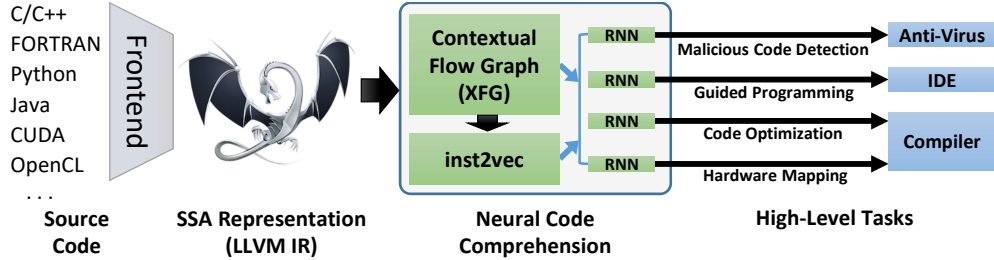 C/C++
FORTRAN
Python
Java
CUDA
OpenCL
. . .
Frontend
Source
Code
SSA Representation
(LLVM IR)
Contextual
Flow Graph
(XFG)
inst2vec
RNN
RNN
RNN
RNN
Neural Code
Comprehension
Malicious Code Detection
Guided Programming
Code Optimization
Hardware Mapping
High-Level Tasks
Anti-Virus
IDE
Compiler